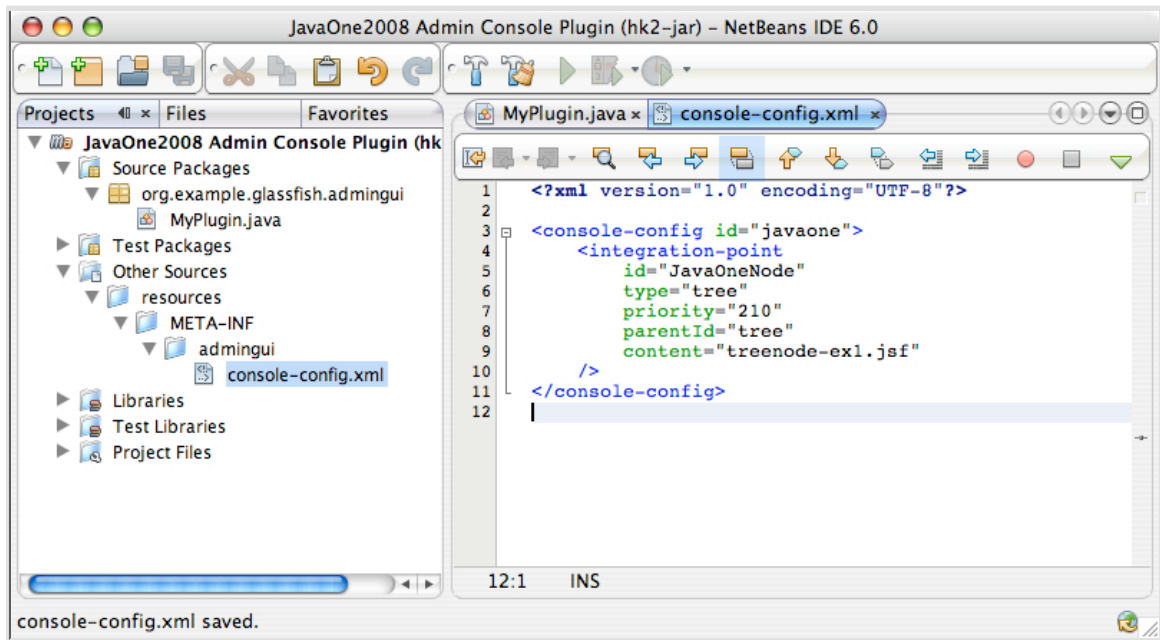 JavaOne2008 Admin Console Plugin (hk2-jar) – NetBeans IDE 6.0
Projects Files Favorites
JavaOne2008 Admin Console Plugin (hk
Source Packages
org.example.glassfish.admingui
MyPlugin.java
Test Packages
Other Sources
resources
META-INF
admingui
console-config.xml
Libraries
Test Libraries
Project Files
MyPlugin.java × console-config.xml ×
1 <?xml version="1.0" encoding="UTF-8"?>
2
3 <console-config id="javaone">
4 <integration-point
5 id="JavaOneNode"
6 type="tree"
7 priority="210"
8 parentId="tree"
9 content="treenode-ex1.jsf"
10 />
11 </console-config>
12
12:1 INS
console-config.xml saved.